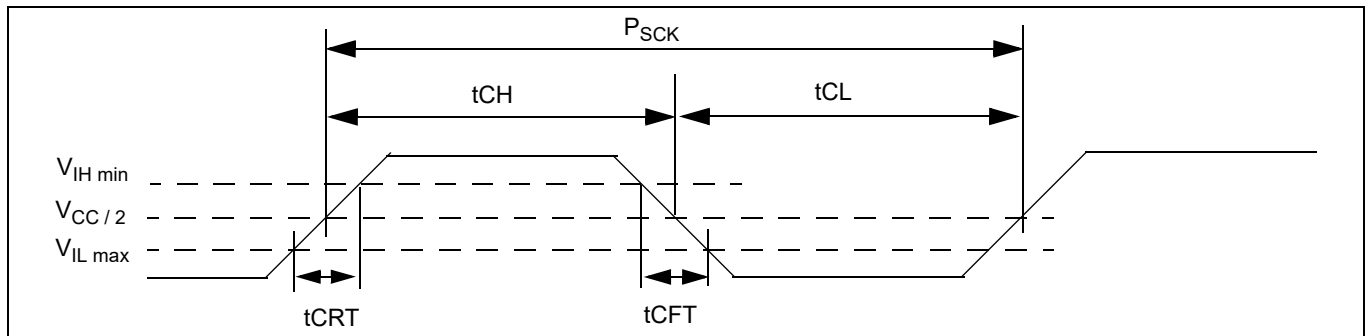 PSCK
tCH
tCL
VIH min
VCC / 2
VIL max
tCRT
tCFT